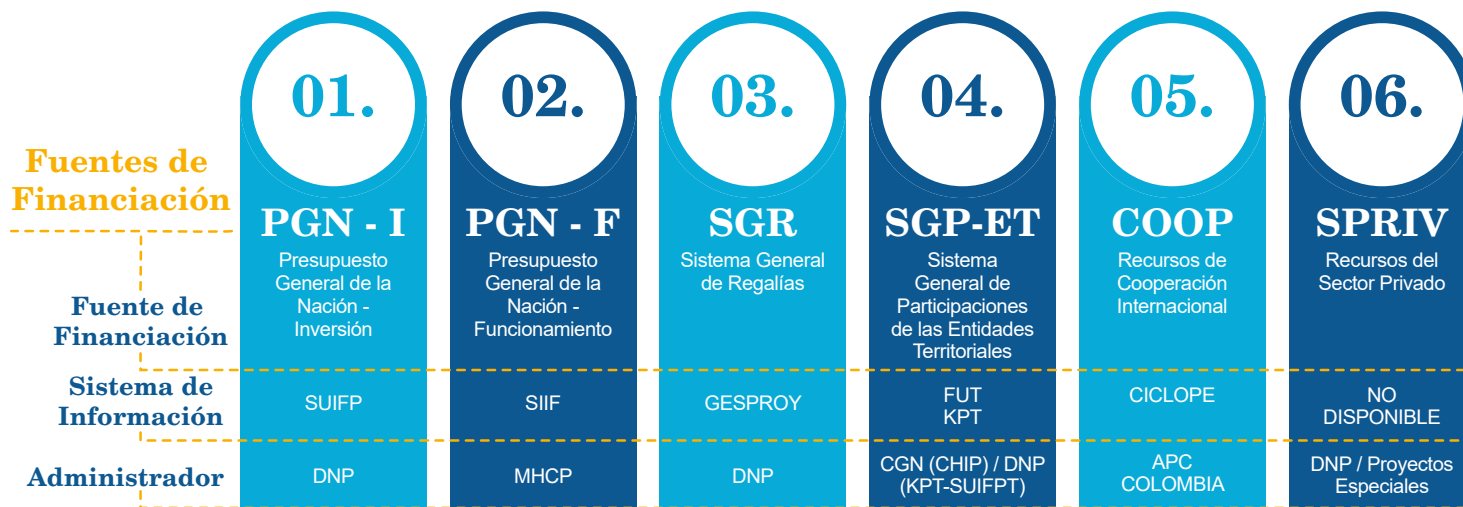 Fuentes de
Financiación
Fuente de
Financiación
Sistema de
Información
Administrador
01.
PGN - I
Presupuesto
General de la
Nación -
Inversión
SUIFP
DNP
02.
PGN - F
Presupuesto
General de la
Nación -
Funcionamiento
SIIF
MHCP
03.
SGR
Sistema General
de Regalías
GESPROY
DNP
04.
SGP-ET
Sistema
General de
Participaciones
de las Entidades
Territoriales
FUT
KPT
CGN (CHIP) / DNP
(KPT-SUIFPT)
05.
COOP
Recursos de
Cooperación
Internacional
CICLOPE
APC
COLOMBIA
06.
SPRIV
Recursos del
Sector Privado
NO
DISPONIBLE
DNP / Proyectos
Especiales